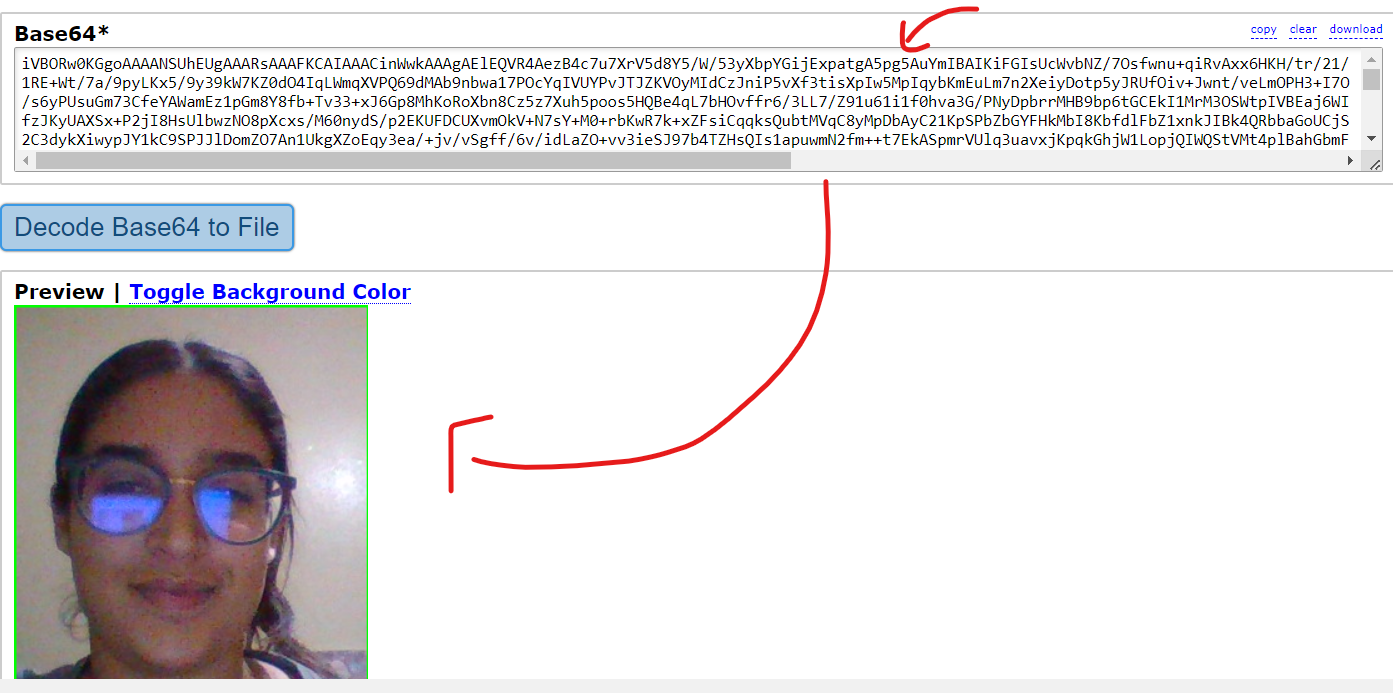 Base64*
copy clear download
iVBORw0KGgoAAAANSUhEUgAAARsAAAFKCAIAAACinWwkAAAgAElEQVR4AezB4c7u7XrV5d8Y5/W/53yXbpYGijExpatgA5pg5AuYmIBAIKiFGIsUcWvbNZ/7Osfwnu+qiRvAxx6HKH/tr/21/
1RE+Wt/7a/9pyLKx5/9y39kW7KZ0dO4IqLWmqXVPQ69dMAb9nbwa17POcYqIVUYPvJTJZKVOyMIdCzJniP5vXf3tisXpIw5MpIqybKmEuLm7n2XeiyDotp5yJRUfOiv+Jwnt/veLmOPH3+I7O
/s6yPUsuGm73CfeYAWamEz1pGm8Y8fb+Tv33+xJ6Gp8MhKoRoXbn8Cz5z7Xuh5poos5HQBe4qL7bHOvffr6/3LL7/Z91u61i1f0hva3G/PNyDpbrrMHB9bp6tGCEkI1MrM3OSWtpIVBEaj6WI
fzJKyUAXSx+P2jI8HsUlbwzNO8pXcxs/M60nydS/p2EKUFDCUXvmOkV+N7sY+M0+rbKwR7k+xZFsiCqqksQubtMVqC8yMpDbAyC21KpSPbZbGYFHkMbI8KbfdlFbZ1xnkJIBk4QRbbaGoUCjS
2C3dykXiwypJY1kC9SPJJlDomZO7An1UkgXZoEqy3ea/+jv/vSgff/6v/idLaZO+vv3ieSJ97b4TZHsQIs1apuwmN2fm++t7EkASpmrVUlq3uavxjKpqkGhjW1LopjQIWQStVMt4plBahGbmF
Decode Base64 to File
Preview | Toggle Background Color